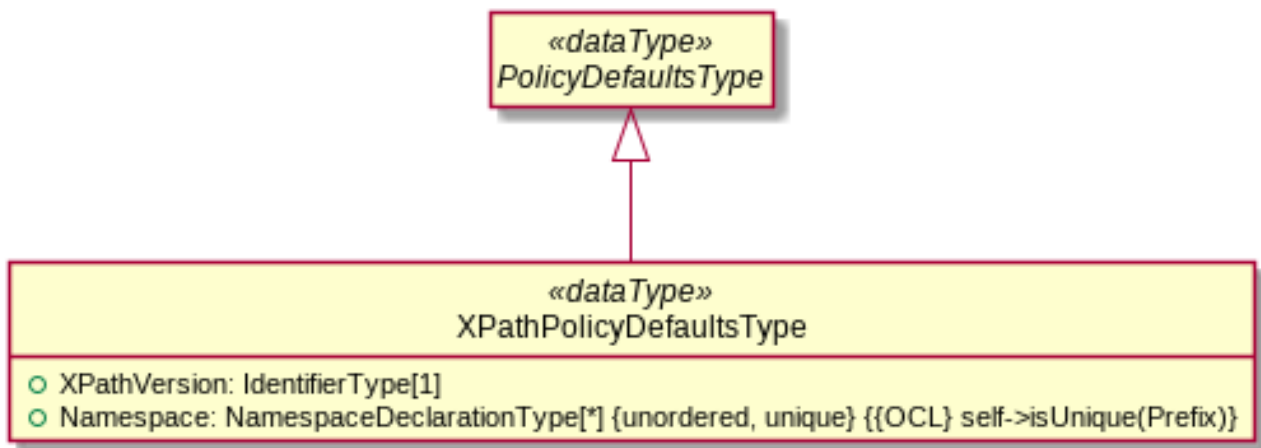 «dataType»
PolicyDefaultsType
«dataType»
XPathPolicyDefaultsType
XPathVersion: IdentifierType[1]
Namespace: NamespaceDeclarationType[*] {unordered, unique} {{OCL} self->isUnique(Prefix)}